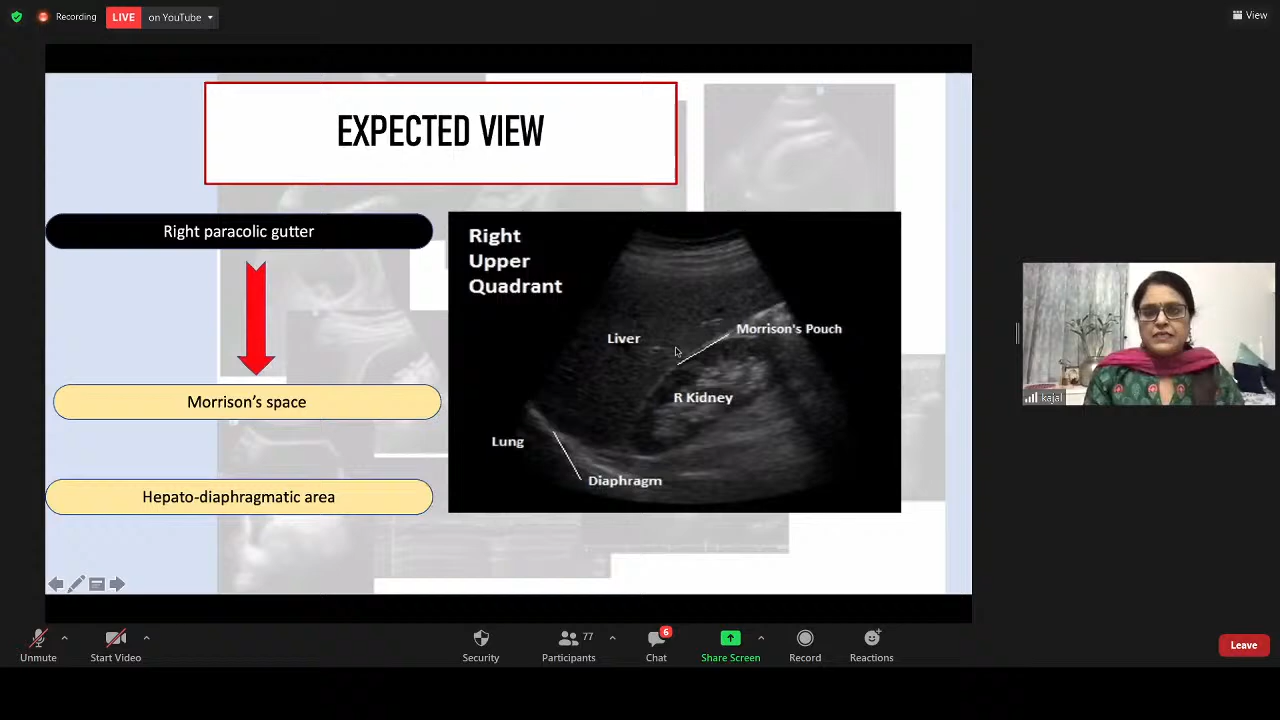 Recording
LIVE
on YouTube
View
EXPECTED VIEW
Right paracolic gutter
Morrison's space
Hepato-diaphragmatic area
Right
Upper
Quadrant
Liver
Morrison's Pouch
R Kidney
Lung
Diaphragm
kajal
Unmute
Start Video
Security
Participants
77
Chat
6
Share Screen
Record
Reactions
Leave